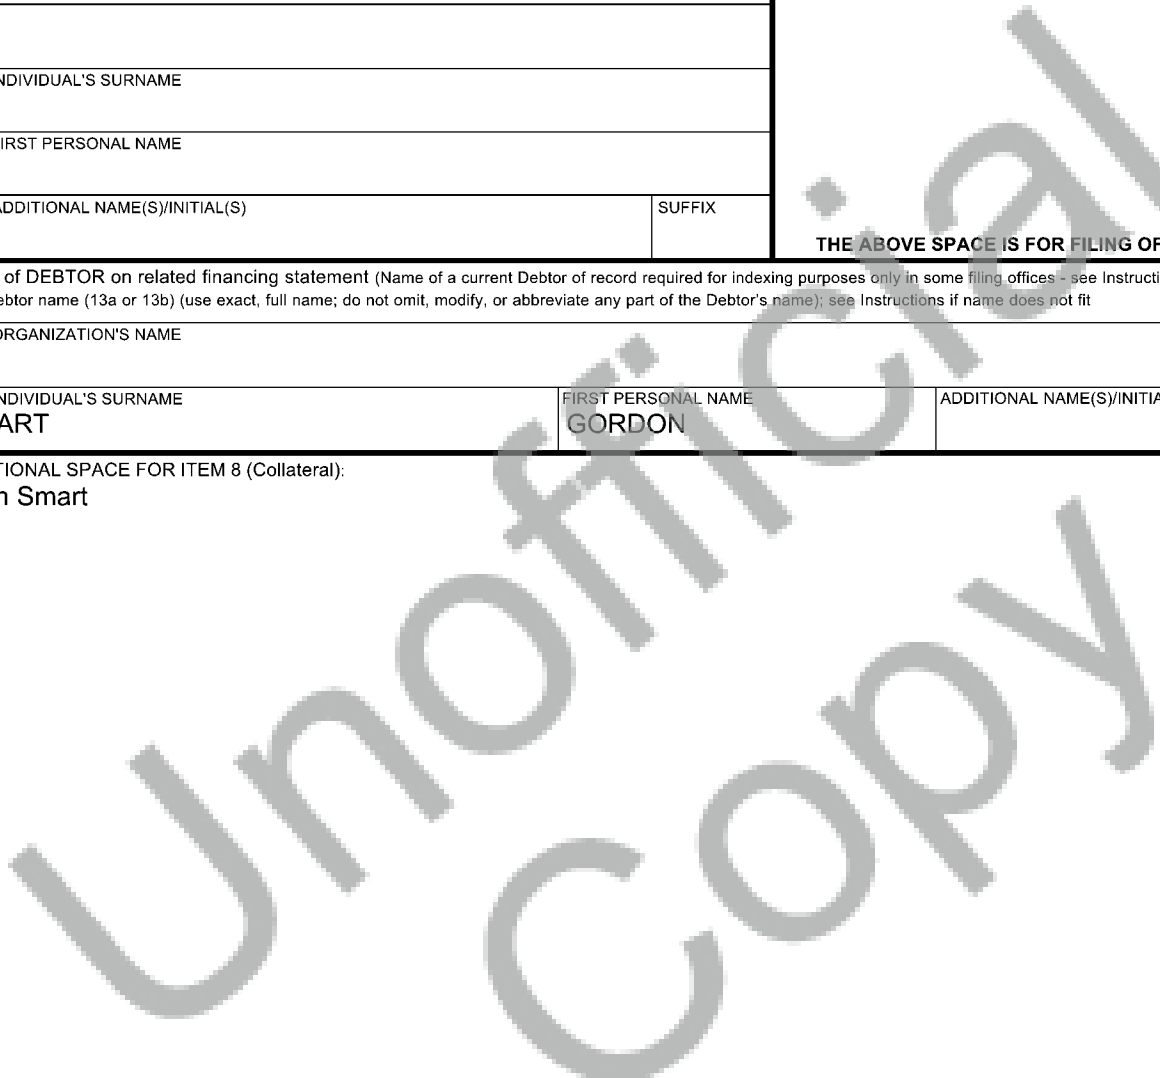 NDIVIDUAL'S SURNAME
IRST PERSONAL NAME
ADDITIONAL NAME(S)/INITIAL(S) SUFFIX
THE ABOVE SPACE IS FOR FILING OF
of DEBTOR on related financing statement (Name of a current Debtor of record required for indexing purposes only in some filing offices - see Instructi
ebtor name (13a or 13b) (use exact, full name; do not omit, modify, or abbreviate any part of the Debtor's name); see Instructions if name does not fit
ORGANIZATION'S NAME
NDIVIDUAL'S SURNAME FIRST PERSONAL NAME ADDITIONAL NAME(S)/INITIA
ART GORDON
TIONAL SPACE FOR ITEM 8 (Collateral):
n Smart
Unofficial
Copy